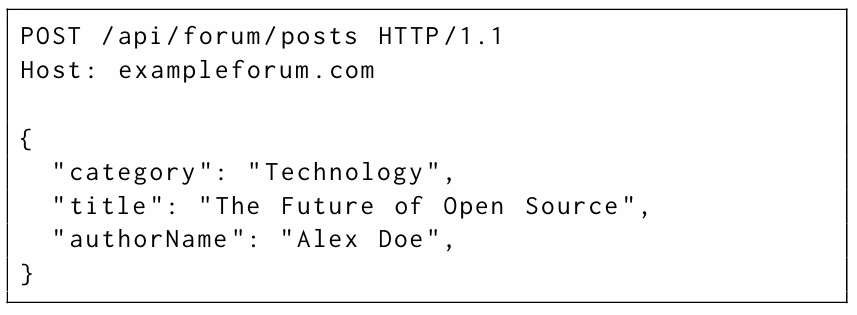 POST /api/forum/posts HTTP/1.1
Host: exampleforum.com

{
  "category": "Technology",
  "title": "The Future of Open Source",
  "authorName": "Alex Doe",
}